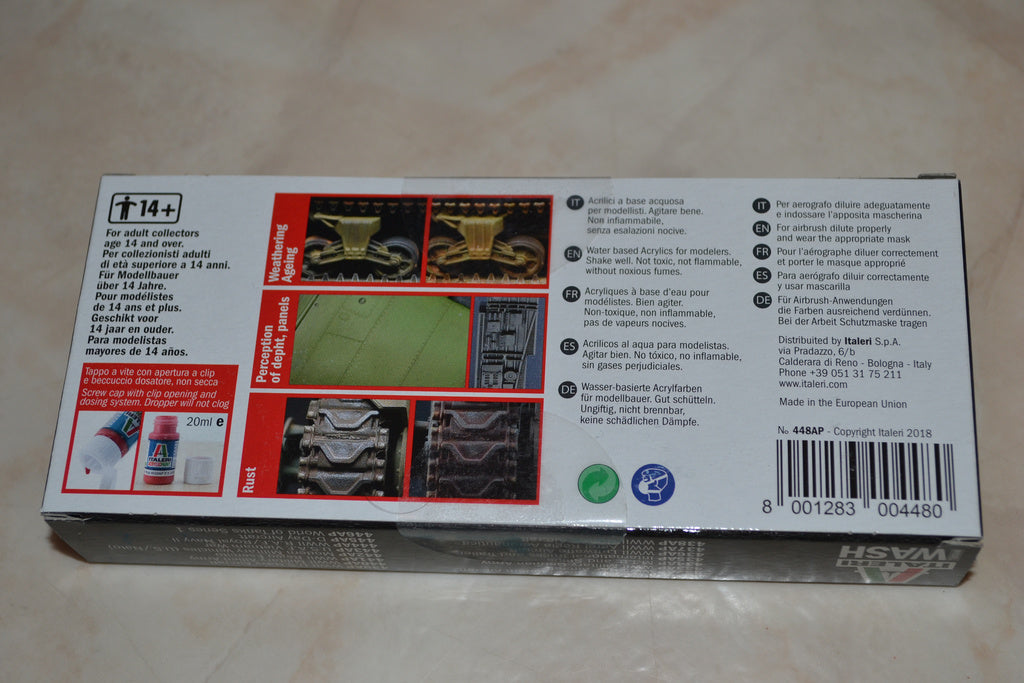 14+
For adult collectors
age 14 and over.
Per collezionisti adulti
di età superiore a 14 anni.
Für Modellbauer
über 14 Jahre.
Pour modélistes
de 14 ans et plus.
Geschikt voor
14 jaar en ouder.
Para modelistas
mayores de 14 años.
Tappo a vite con apertura a clip
e beccuccio dosatore, non secca
Screw cap with clip opening and
dosing system. Dropper will not clog
20ml e
ITALERI
Weathering
Ageing
Perception
of depht, panels
Rust
IT Acrilici a base acquosa
per modellisti. Agitare bene.
Non infiammabile,
senza esalazioni nocive.
EN Water based Acrylics for modelers.
Shake well. Not toxic, not flammable,
without noxious fumes.
FR Acryliques à base d'eau pour
modélistes. Bien agiter.
Non-toxique, non inflammable,
pas de vapeurs nocives.
ES Acrilicos al aqua para modelistas.
Agitar bien. No tóxico, no inflamable,
sin gases perjudiciales.
DE Wasser-basierte Acrylfarben
für modellbauer. Gut schütteln.
Ungiftig, nicht brennbar,
keine schädlichen Dämpfe.
IT Per aerografo diluire adeguatamente
e indossare l'apposita mascherina
EN For airbrush dilute properly
and wear the appropriate mask
FR Pour l'aérographe diluer correctement
et porter le masque approprié
ES Para aerógrafo diluir correctamente
y usar mascarilla
DE Für Airbrush-Anwendungen
die Farben ausreichend verdünnen.
Bei der Arbeit Schutzmaske tragen
Distributed by Italeri S.p.A.
via Pradazzo, 6/b
Calderara di Reno - Bologna - Italy
Phone +39 051 31 75 211
www.italeri.com
Made in the European Union
No 448AP - Copyright Italeri 2018
8 001283 004480
ITALERI
WASH